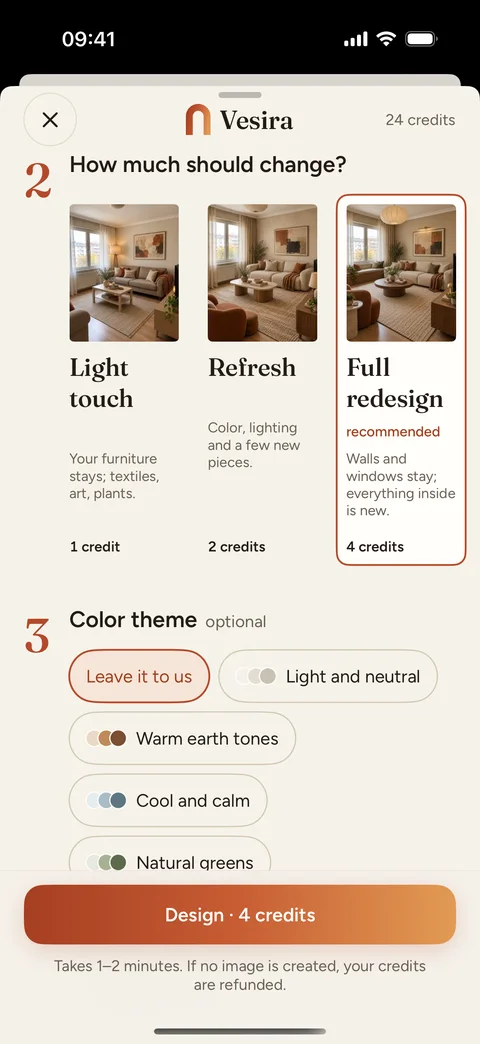 09:41
Vesira
24 credits
2
How much should change?
Light
touch
Your furniture
stays; textiles,
art, plants.
1 credit
Refresh
Color, lighting
and a few new
pieces.
2 credits
Full
redesign
recommended
Walls and
windows stay;
everything inside
is new.
4 credits
3
Color theme optional
Leave it to us
Light and neutral
Warm earth tones
Cool and calm
Natural greens
Design · 4 credits
Takes 1–2 minutes. If no image is created, your credits
are refunded.